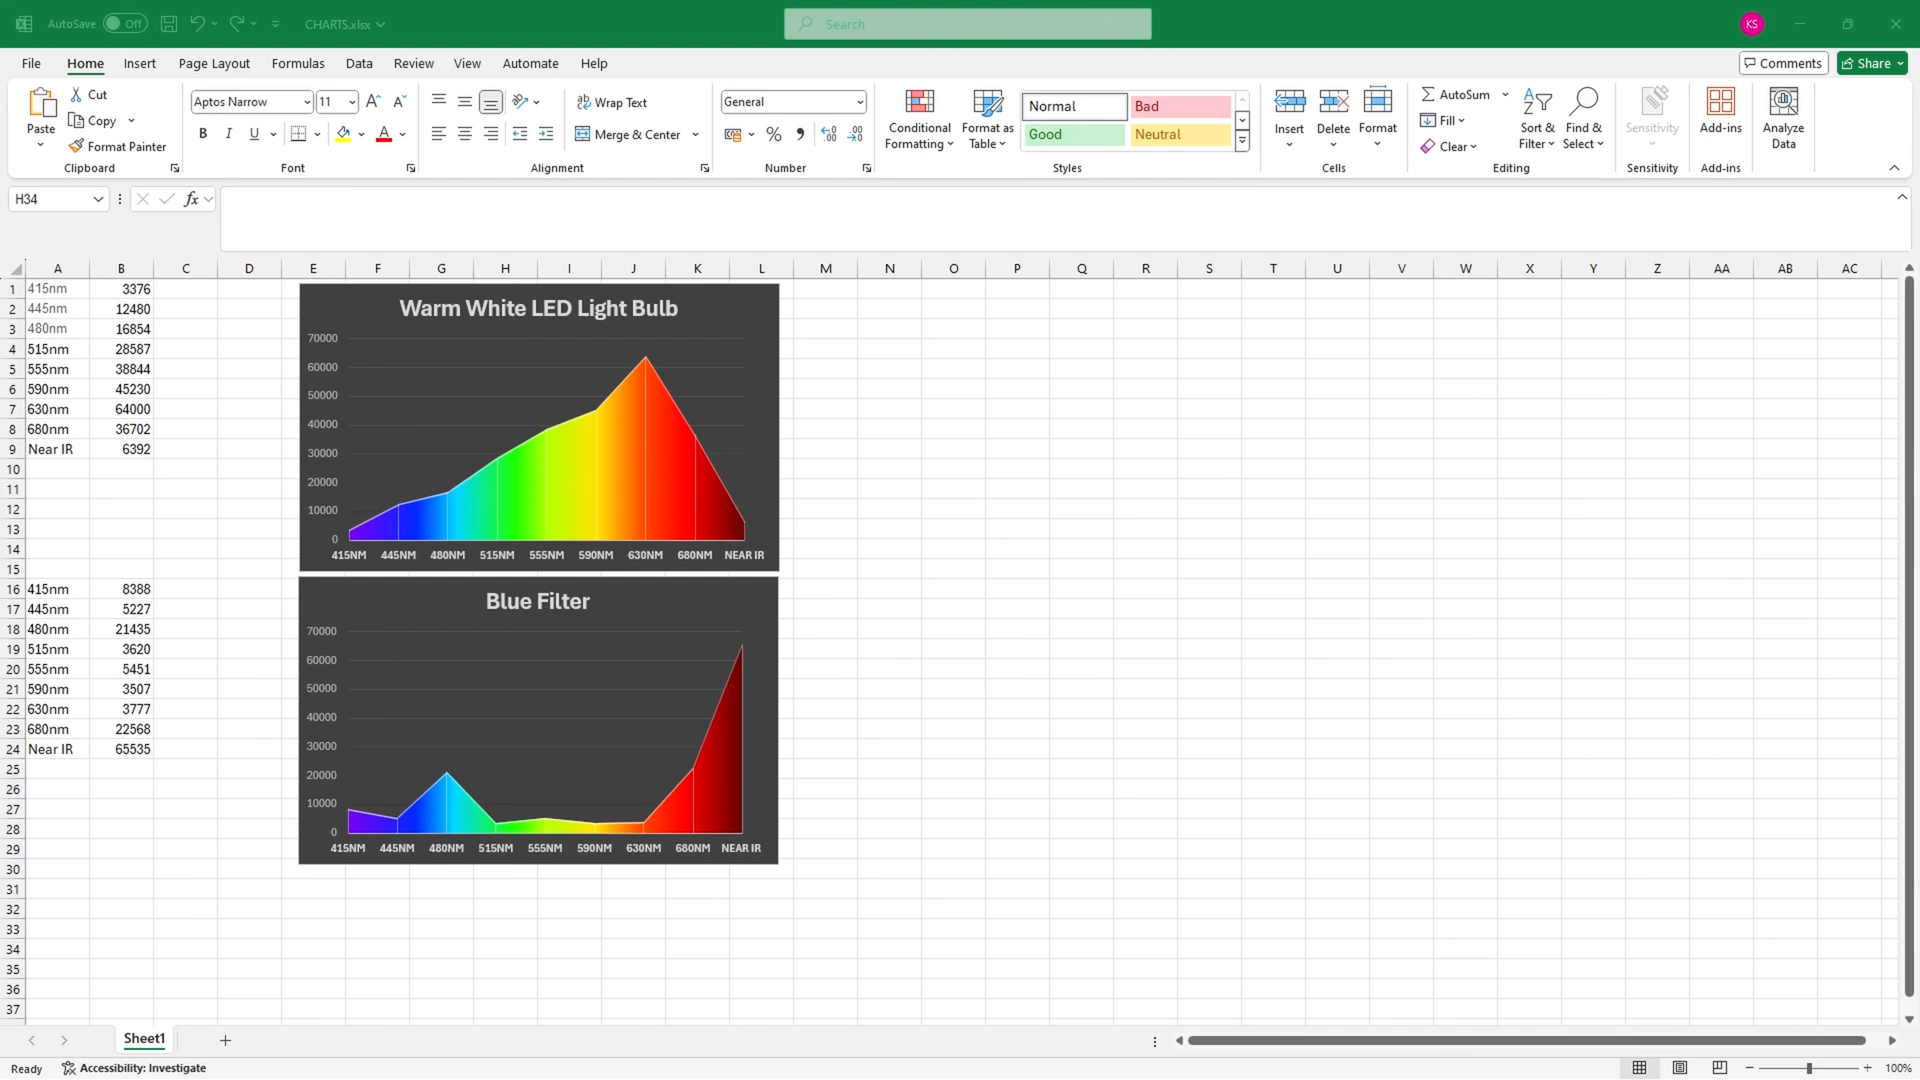 AutoSave Off CHARTS.xlsx Search KS
File Home Insert Page Layout Formulas Data Review View Automate Help Comments Share
Paste Cut Copy Format Painter Clipboard
Aptos Narrow 11 B I U A Font
Wrap Text Merge & Center Alignment
General % , Number
Conditional Formatting Format as Table Normal Bad Good Neutral Styles
Insert Delete Format Cells
AutoSum Fill Clear Sort & Filter Find & Select Editing
Sensitivity Sensitivity
Add-ins Add-ins
Analyze Data
H34 fx
A B C D E F G H I J K L M N O P Q R S T U V W X Y Z AA AB AC
1 415nm 3376
2 445nm 12480
3 480nm 16854
4 515nm 28587
5 555nm 38844
6 590nm 45230
7 630nm 64000
8 680nm 36702
9 Near IR 6392
10
11
12
13
14
15
16 415nm 8388
17 445nm 5227
18 480nm 21435
19 515nm 3620
20 555nm 5451
21 590nm 3507
22 630nm 3777
23 680nm 22568
24 Near IR 65535
25
26
27
28
29
30
31
32
33
34
35
36
37
Warm White LED Light Bulb
70000
60000
50000
40000
30000
20000
10000
0
415NM 445NM 480NM 515NM 555NM 590NM 630NM 680NM NEAR IR
Blue Filter
70000
60000
50000
40000
30000
20000
10000
0
415NM 445NM 480NM 515NM 555NM 590NM 630NM 680NM NEAR IR
Sheet1
Ready Accessibility: Investigate 100%